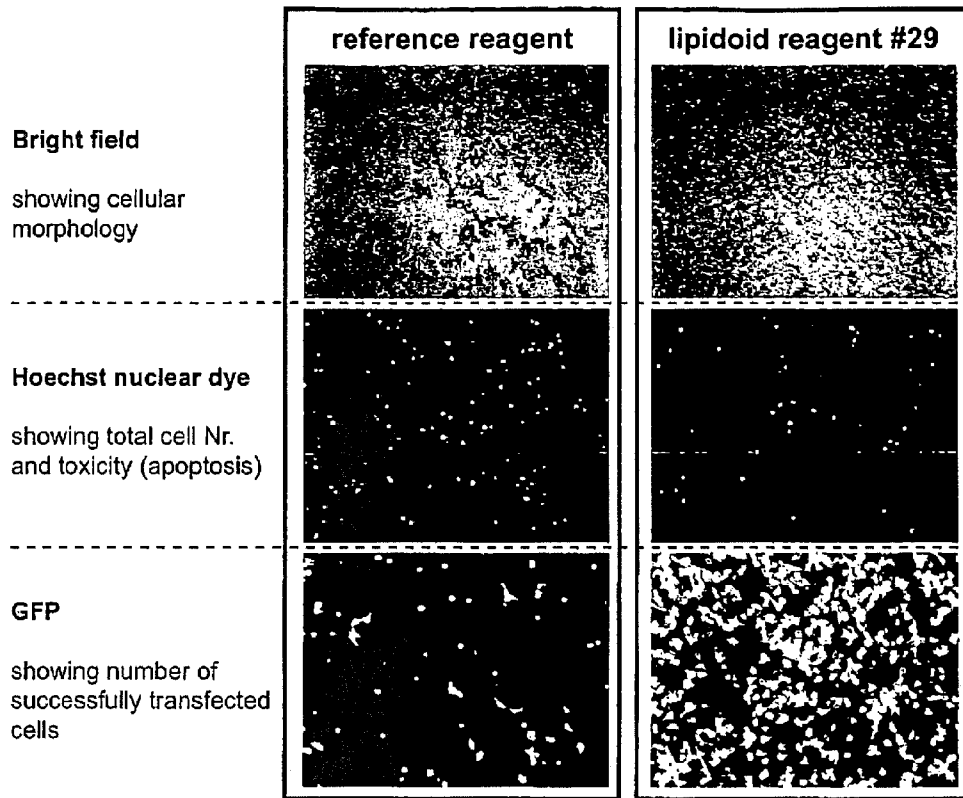 reference reagent
lipidoid reagent #29
Bright field
showing cellular
morphology
Hoechst nuclear dye
showing total cell Nr.
and toxicity (apoptosis)
GFP
showing number of
successfully transfected
cells